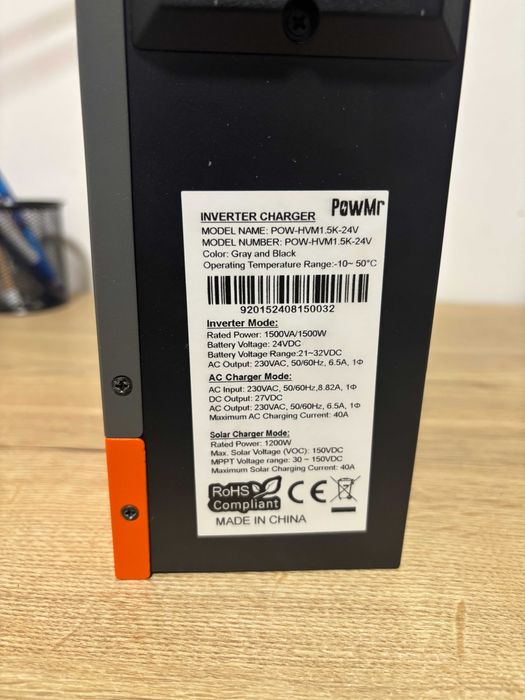 PowMr
INVERTER CHARGER
MODEL NAME: POW-HVM1.5K-24V
MODEL NUMBER: POW-HVM1.5K-24V
Color: Gray and Black
Operating Temperature Range:-10~ 50°C
920152408150032
Inverter Mode:
Rated Power: 1500VA/1500W
Battery Voltage: 24VDC
Battery Voltage Range:21~32VDC
AC Output: 230VAC, 50/60Hz, 6.5A, 1Φ
AC Charger Mode:
AC Input: 230VAC, 50/60Hz,8.82A, 1Φ
DC Output: 27VDC
AC Output: 230VAC, 50/60Hz, 6.5A, 1Φ
Maximum AC Charging Current: 40A
Solar Charger Mode:
Rated Power: 1200W
Max. Solar Voltage (VOC): 150VDC
MPPT Voltage range: 30 ~ 150VDC
Maximum Solar Charging Current: 40A
RoHS
Compliant
CE
MADE IN CHINA